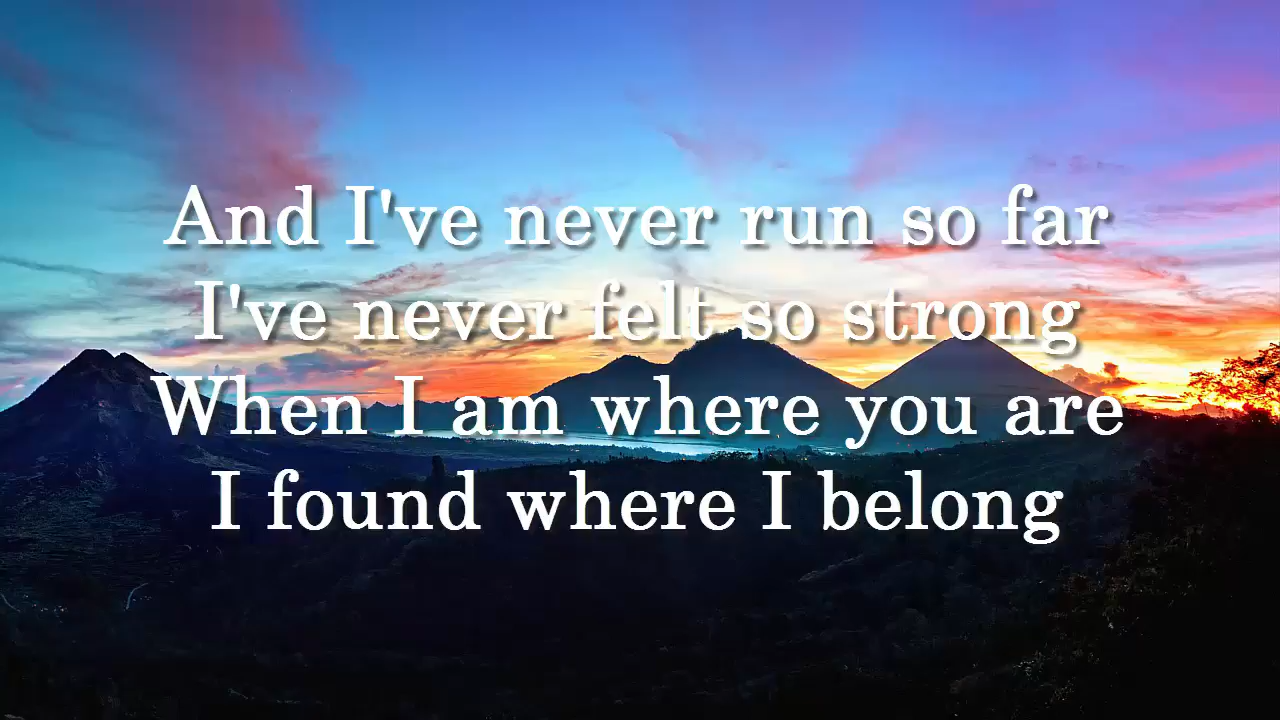 And I've never run so far
I've never felt so strong
When I am where you are
I found where I belong